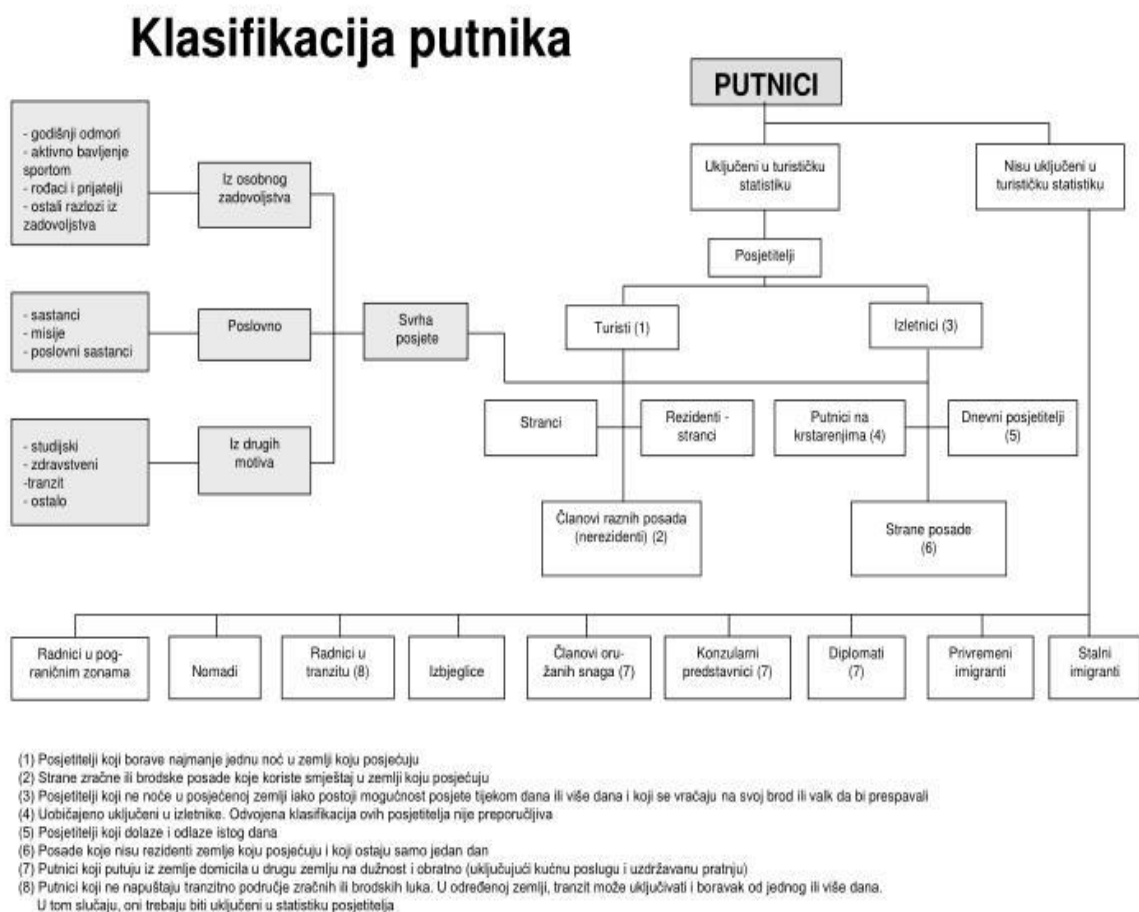 Klasifikacija putnika
PUTNICI
- godišnji odmori
- aktivno bavljenje
sportom
- rođaci i prijatelji
- ostali razlozi iz
zadovoljstva
Iz osobnog
zadovoljstva
Uključeni u turističku
statistiku
Nisu uključeni u
turističku statistiku
Posjetitelji
- sastanci
- misije
- poslovni sastanci
Poslovno
Svrha
posjete
Turisti (1)
Izletnici (3)
- studijski
- zdravstveni
-tranzit
- ostalo
Iz drugih
motiva
Stranci
Rezidenti -
stranci
Putnici na
krstarenjima (4)
Dnevni posjetitelji
(5)
Članovi raznih posada
(nerezidenti) (2)
Strane posade
(6)
Radnici u pog-
raničnim zonama
Nomadi
Radnici u
tranzitu (8)
Izbjeglice
Članovi oru-
žanih snaga (7)
Konzularni
predstavnici (7)
Diplomati
(7)
Privremeni
imigranti
Stalni
imigranti
(1) Posjetitelji koji borave najmanje jednu noć u zemlji koju posjećuju
(2) Strane zračne ili brodske posade koje koriste smještaj u zemlji koju posjećuju
(3) Posjetitelji koji ne noće u posjećenoj zemlji iako postoji mogućnost posjete tijekom dana ili više dana i koji se vraćaju na svoj brod ili valk da bi prespavali
(4) Uobičajeno uključeni u izletnike. Odvojena klasifikacija ovih posjetitelja nije preporučljiva
(5) Posjetitelji koji dolaze i odlaze istog dana
(6) Posade koje nisu rezidenti zemlje koju posjećuju i koji ostaju samo jedan dan
(7) Putnici koji putuju iz zemlje domicila u drugu zemlju na dužnost i obratno (uključujući kućnu poslugu i uzdržavanu pratnju)
(8) Putnici koji ne napuštaju tranzitno područje zračnih ili brodskih luka. U određenoj zemlji, tranzit može uključivati i boravak od jednog ili više dana.
U tom slučaju, oni trebaju biti uključeni u statistiku posjetitelja